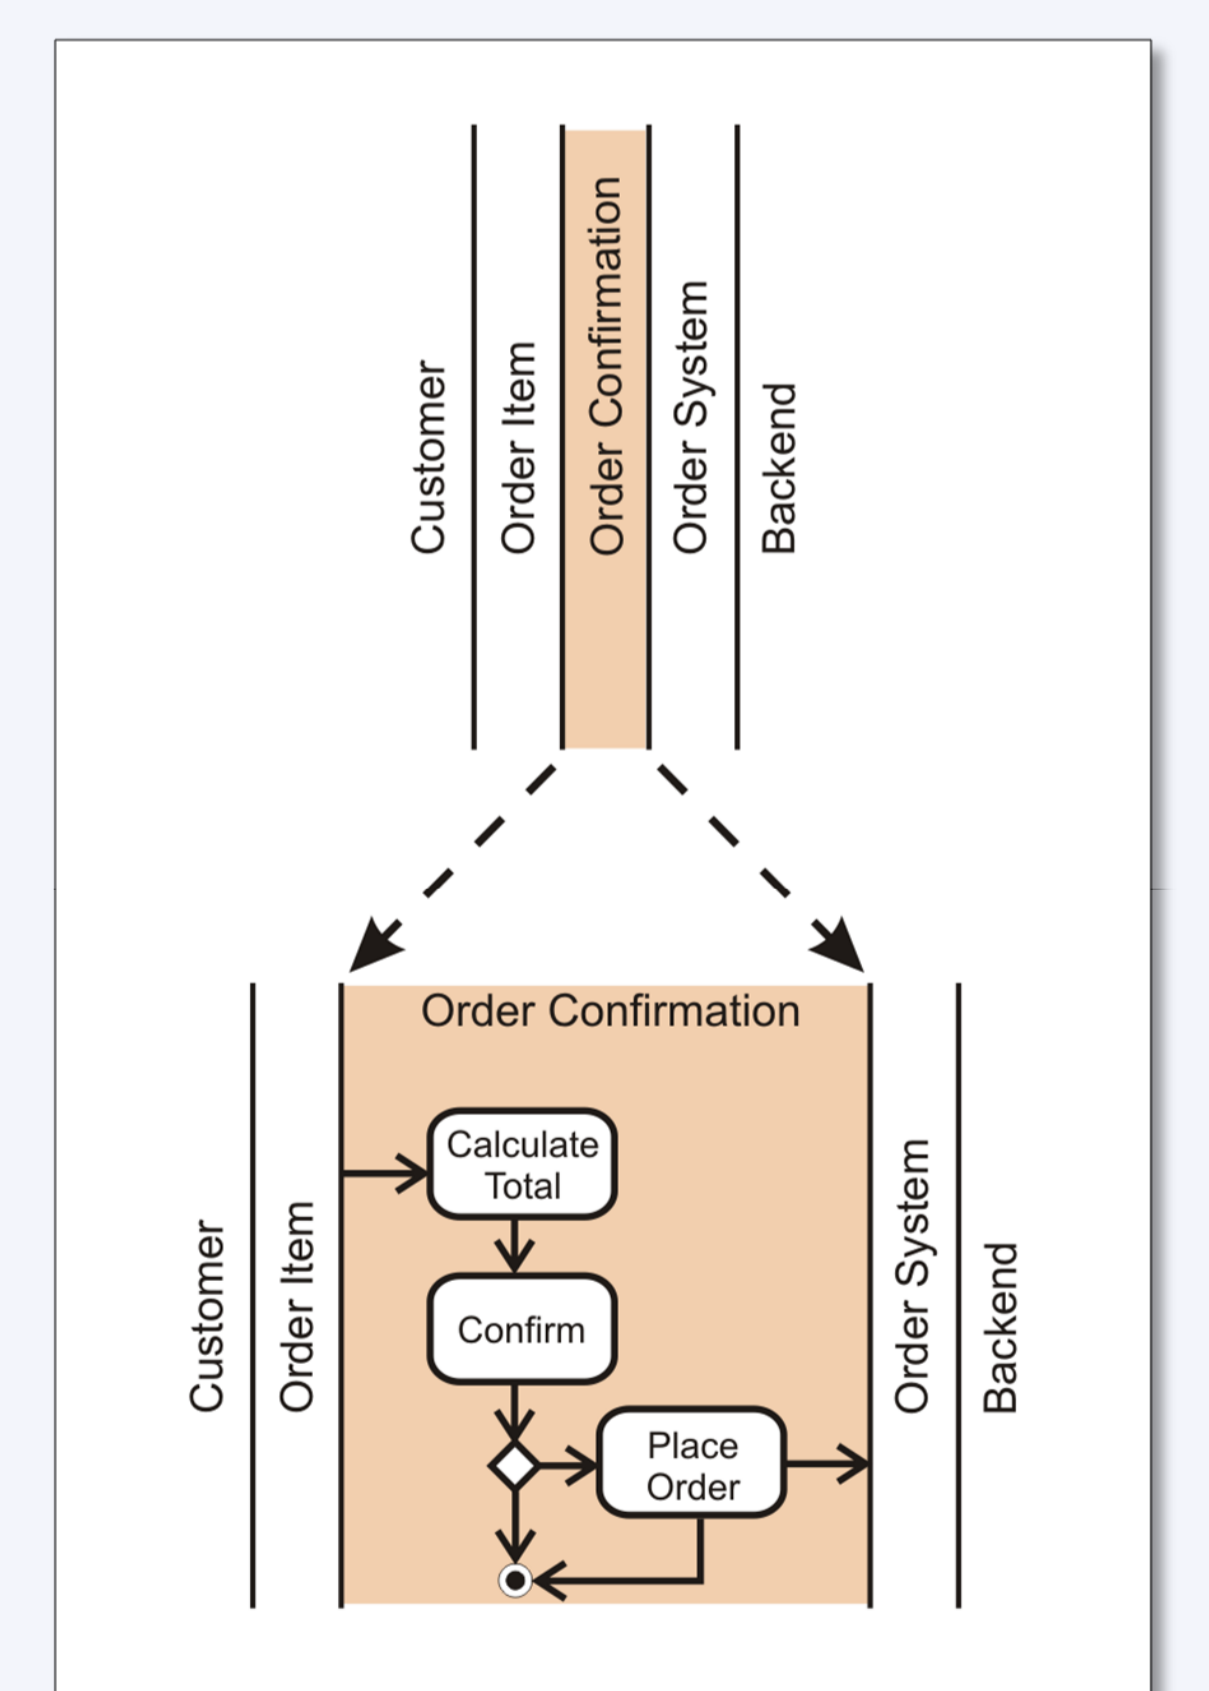 Customer
Order Item
Order Confirmation
Order System
Backend
Order Confirmation
Customer
Order Item
Calculate
Total
Confirm
Place
Order
Order System
Backend